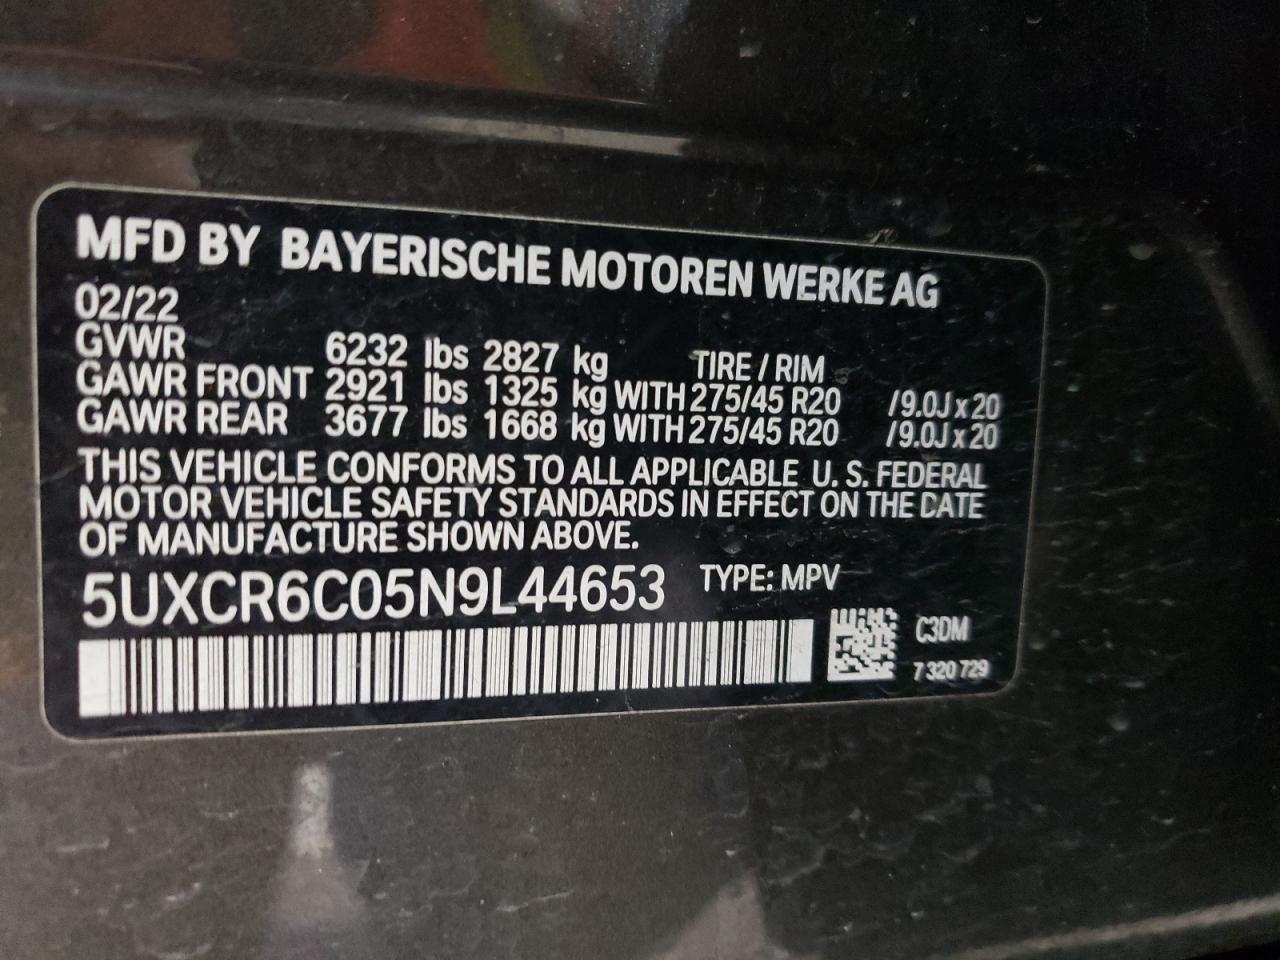 MFD BY BAYERISCHE MOTOREN WERKE AG
02/22
GVWR 6232 lbs 2827 kg TIRE / RIM
GAWR FRONT 2921 lbs 1325 kg WITH 275/45 R20 /9.0J x 20
GAWR REAR 3677 lbs 1668 kg WITH 275/45 R20 /9.0J x 20
THIS VEHICLE CONFORMS TO ALL APPLICABLE U. S. FEDERAL
MOTOR VEHICLE SAFETY STANDARDS IN EFFECT ON THE DATE
OF MANUFACTURE SHOWN ABOVE.
5UXCR6C05N9L44653 TYPE: MPV
C3DM
7 320 729